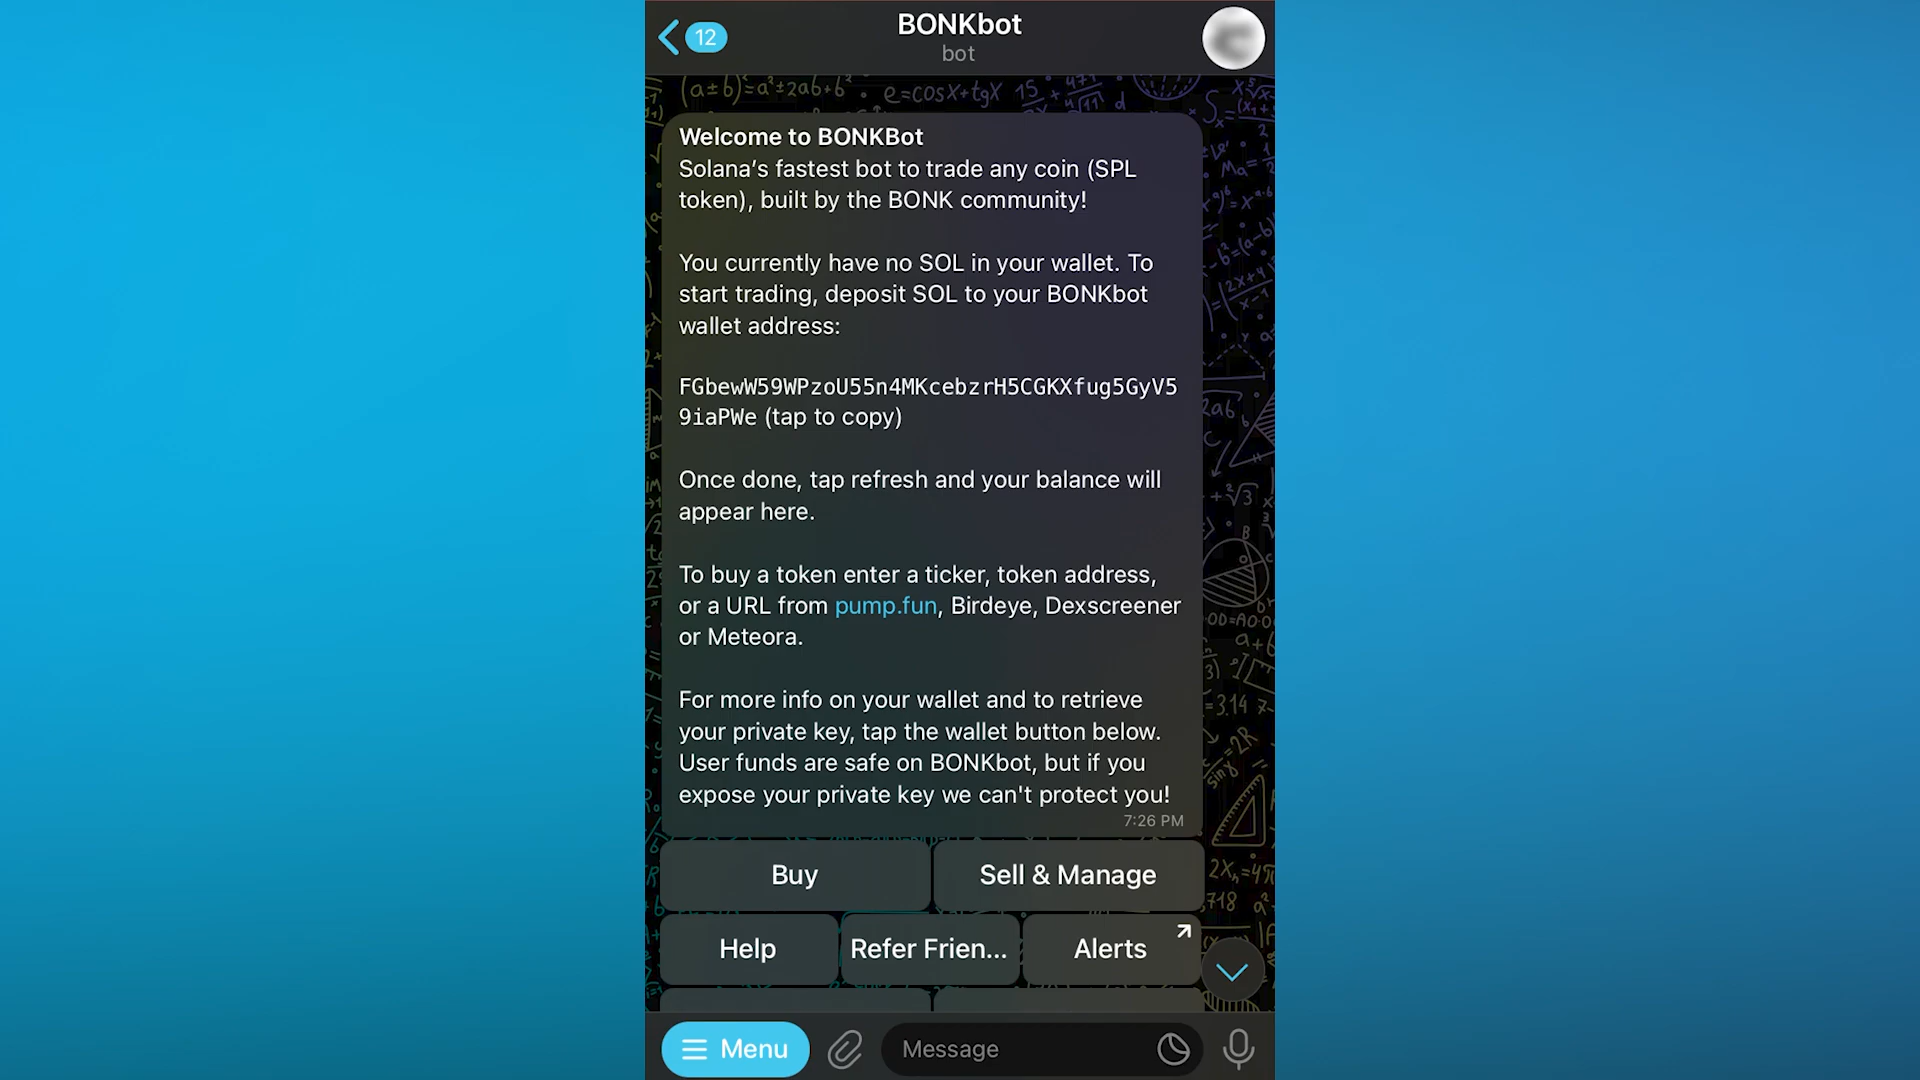 12
BONKbot
bot
Welcome to BONKBot
Solana’s fastest bot to trade any coin (SPL
token), built by the BONK community!
You currently have no SOL in your wallet. To
start trading, deposit SOL to your BONKbot
wallet address:
FGbewW59WPzoU55n4MKcebzrH5CGKXfug5GyV5
9iaPWe (tap to copy)
Once done, tap refresh and your balance will
appear here.
To buy a token enter a ticker, token address,
or a URL from pump.fun, Birdeye, Dexscreener
or Meteora.
For more info on your wallet and to retrieve
your private key, tap the wallet button below.
User funds are safe on BONKbot, but if you
expose your private key we can't protect you!
7:26 PM
Buy
Sell & Manage
Help
Refer Frien...
Alerts
Menu
Message